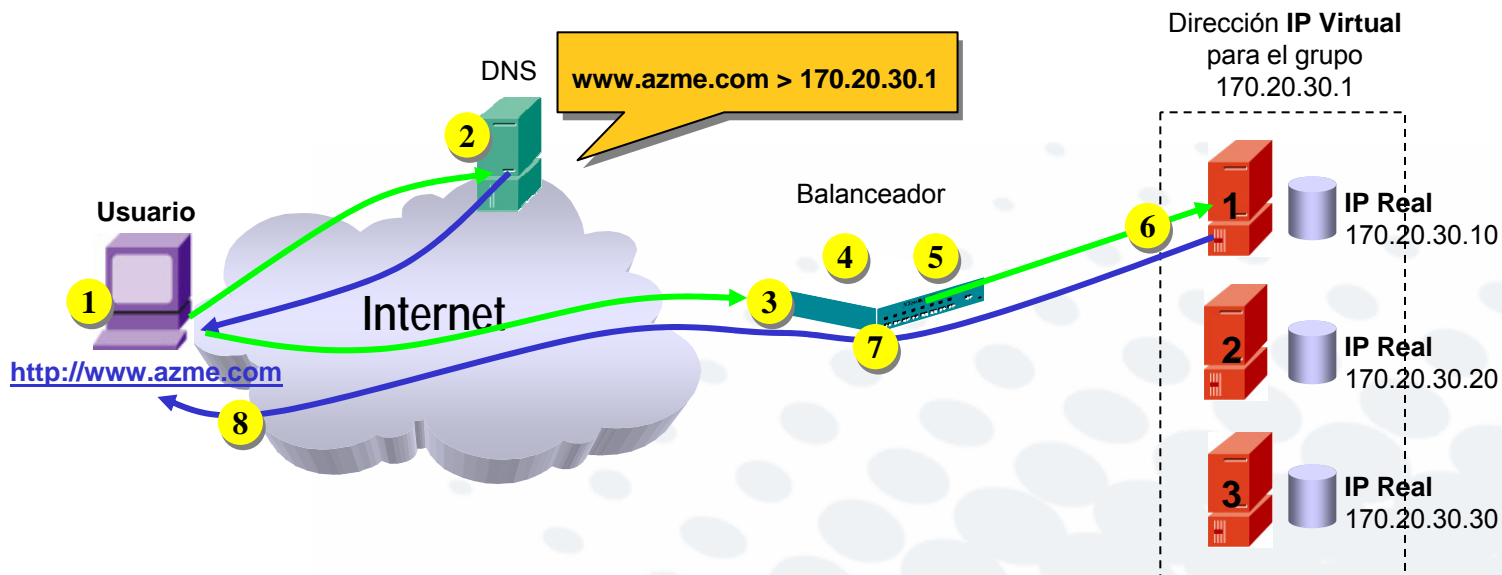 Dirección IP Virtual
para el grupo
170.20.30.1
DNS
www.azme.com > 170.20.30.1
2
Usuario
1
http://www.azme.com
Internet
8
Balanceador
3
4
5
6
7
1
IP Real
170.20.30.10
2
IP Real
170.20.30.20
3
IP Real
170.20.30.30